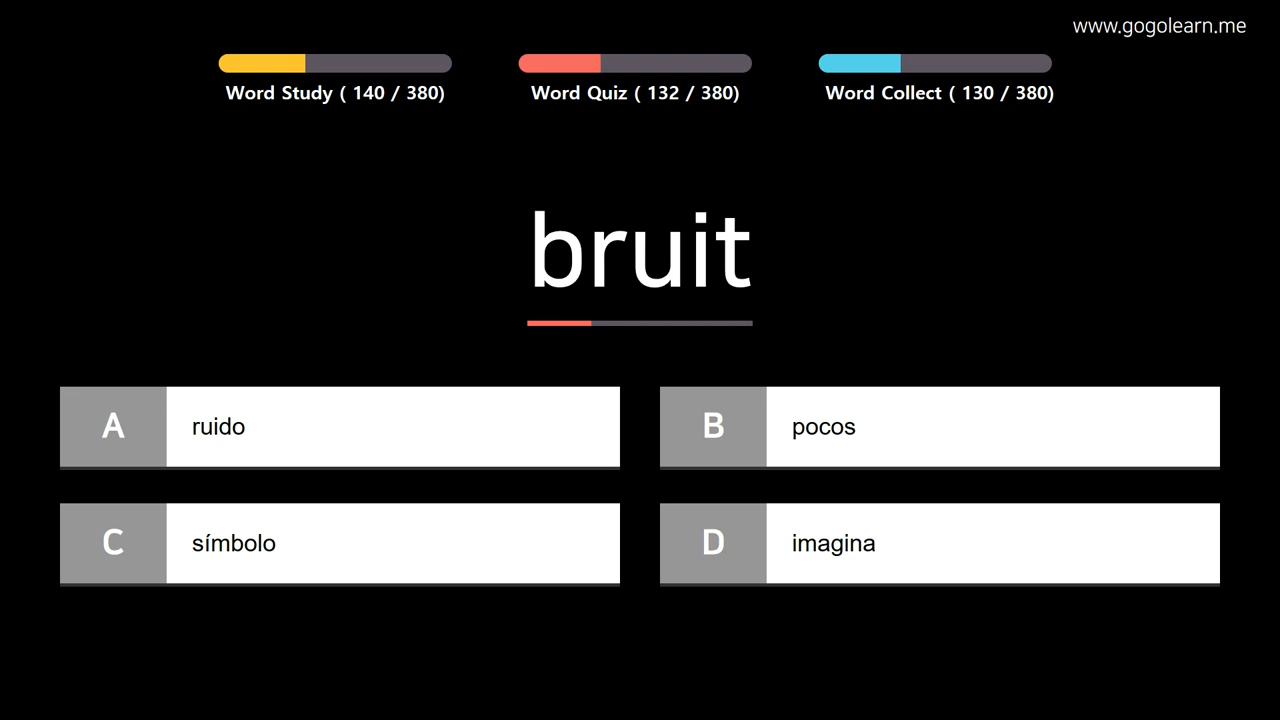 www.gogolearn.me
Word Study ( 140 / 380)
Word Quiz ( 132 / 380)
Word Collect ( 130 / 380)
bruit
A ruido
B pocos
C símbolo
D imagina